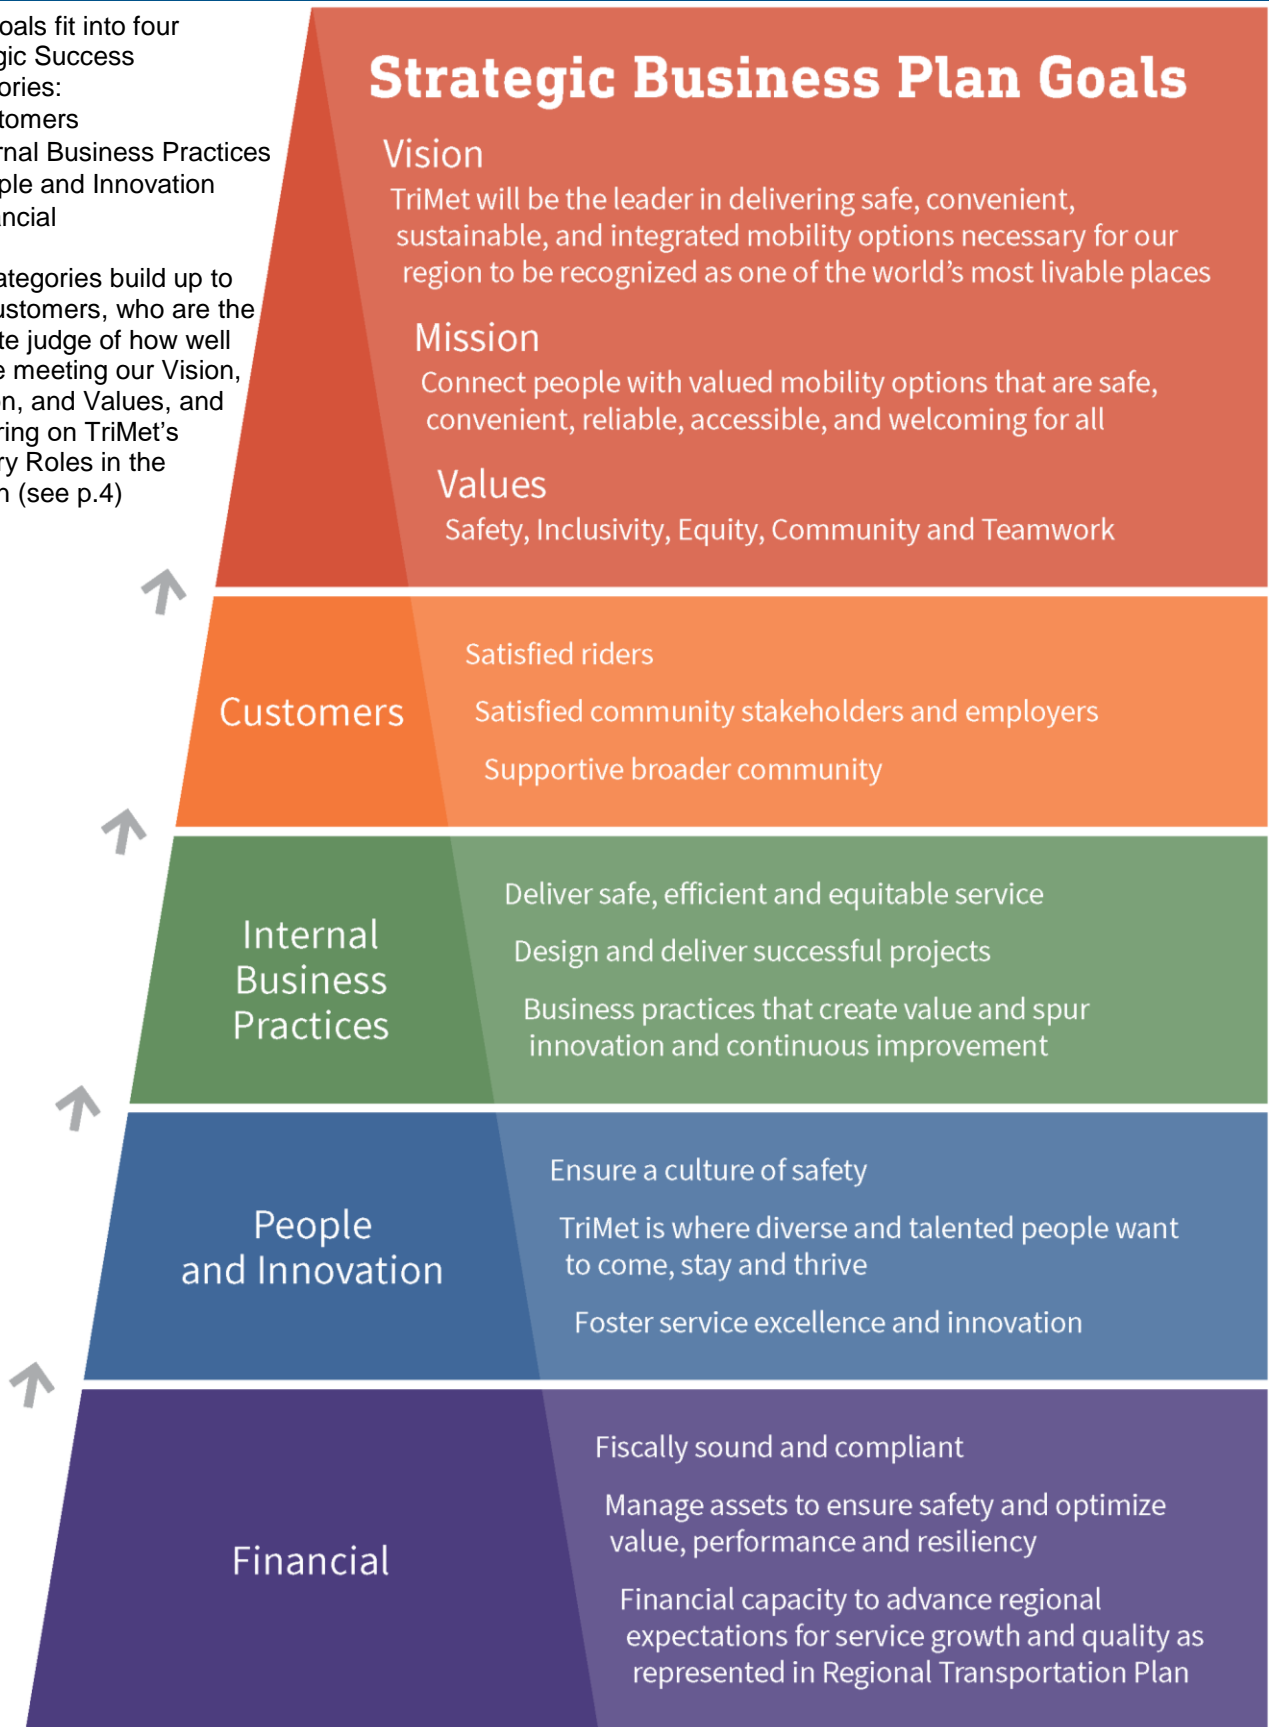 oals fit into four
gic Success
ories:
tomers
rnal Business Practices
ple and Innovation
ancial
ategories build up to
ustomers, who are the
te judge of how well
e meeting our Vision,
on, and Values, and
ring on TriMet's
ry Roles in the
n (see p.4)
Strategic Business Plan Goals
Vision
TriMet will be the leader in delivering safe, convenient,
sustainable, and integrated mobility options necessary for our
region to be recognized as one of the world's most livable places
Mission
Connect people with valued mobility options that are safe,
convenient, reliable, accessible, and welcoming for all
Values
Safety, Inclusivity, Equity, Community and Teamwork
Customers
Satisfied riders
Satisfied community stakeholders and employers
Supportive broader community
Internal
Business
Practices
Deliver safe, efficient and equitable service
Design and deliver successful projects
Business practices that create value and spur
innovation and continuous improvement
People
and Innovation
Ensure a culture of safety
TriMet is where diverse and talented people want
to come, stay and thrive
Foster service excellence and innovation
Financial
Fiscally sound and compliant
Manage assets to ensure safety and optimize
value, performance and resiliency
Financial capacity to advance regional
expectations for service growth and quality as
represented in Regional Transportation Plan